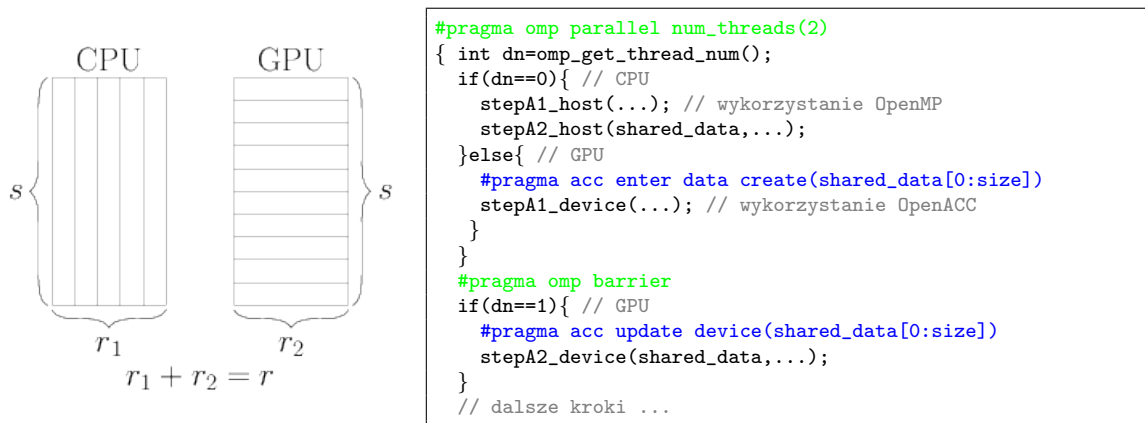 CPU GPU
s s
r1 r2
r1 + r2 = r
#pragma omp parallel num_threads(2)
{ int dn=omp_get_thread_num();
if(dn==0){ // CPU
stepA1_host(...); // wykorzystanie OpenMP
stepA2_host(shared_data,...);
}else{ // GPU
#pragma acc enter data create(shared_data[0:size])
stepA1_device(...); // wykorzystanie OpenACC
}
}
#pragma omp barrier
if(dn==1){ // GPU
#pragma acc update device(shared_data[0:size])
stepA2_device(shared_data,...);
}
// dalsze kroki ...